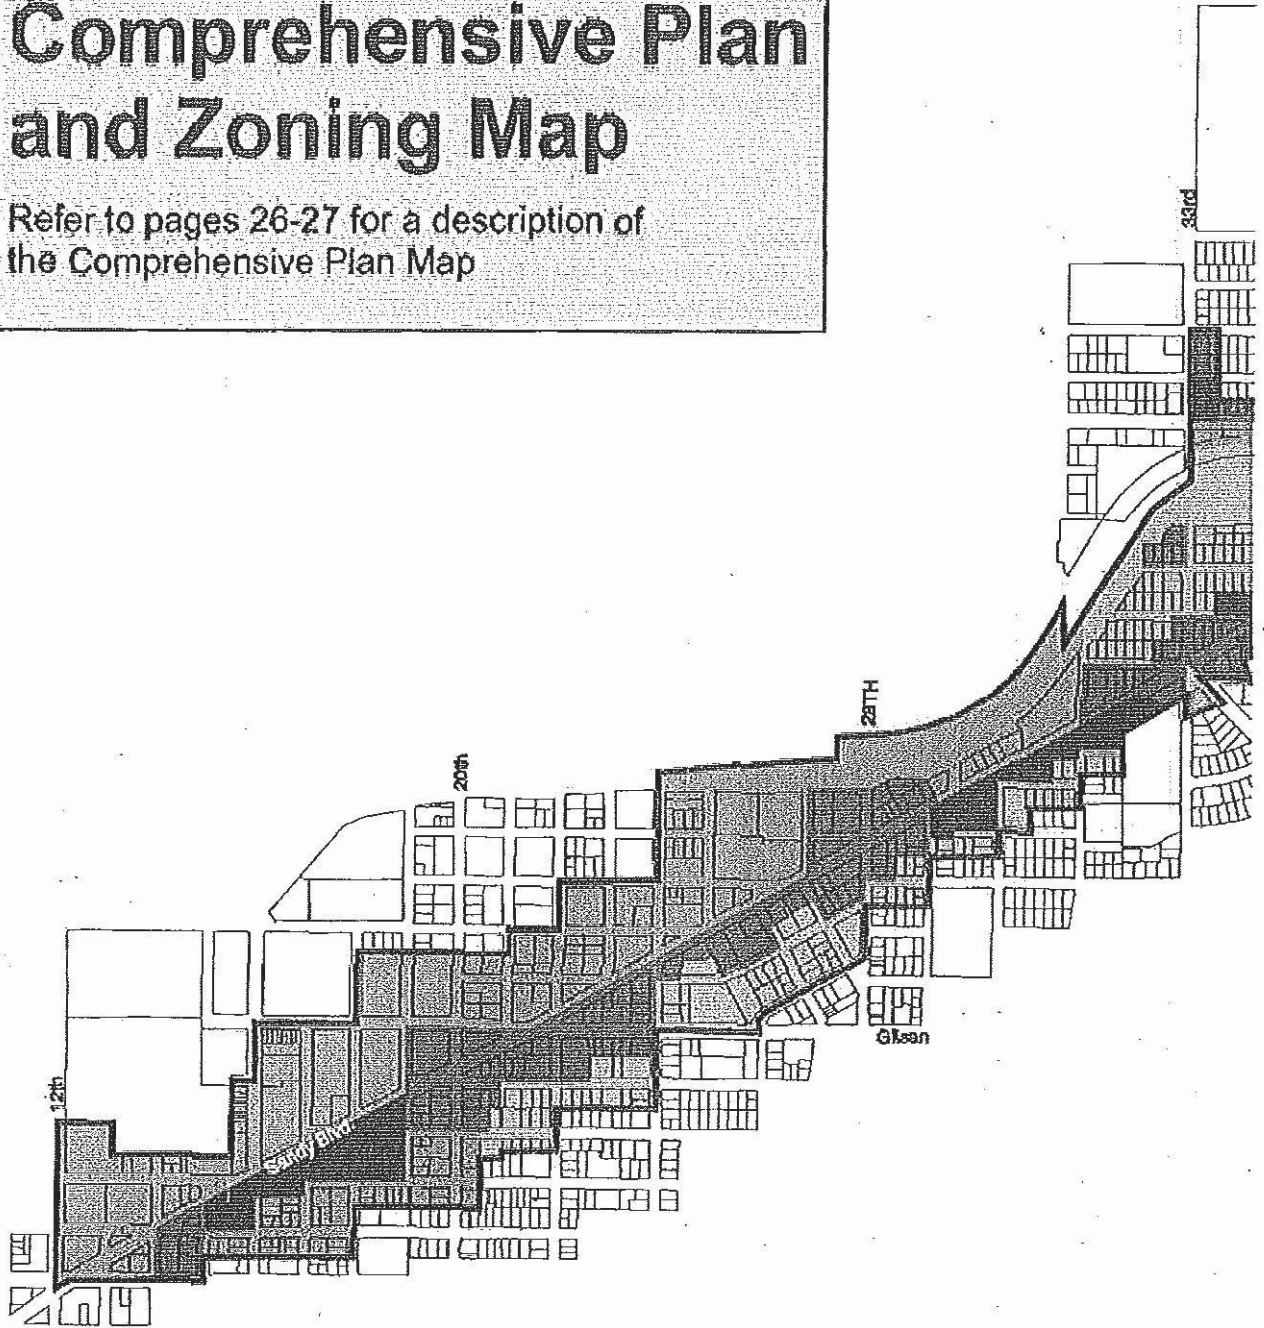 Comprehensive Plan
and Zoning Map
Refer to pages 26-27 for a description of
the Comprehensive Plan Map
33rd
28TH
20th
Glisan
12th
Sandy Blvd